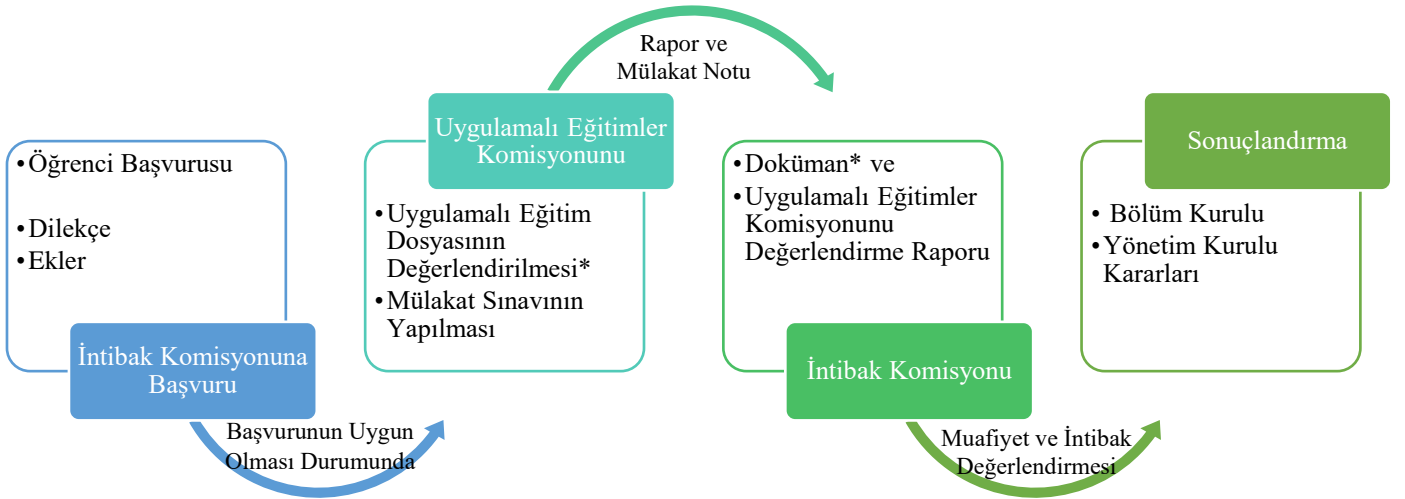 •Öğrenci Başvurusu
•Dilekçe
•Ekler
İntibak Komisyonuna
Başvuru
Başvurunun Uygun
Olması Durumunda
Uygulamalı Eğitimler
Komisyonunu
•Uygulamalı Eğitim
Dosyasının
Değerlendirilmesi*
•Mülakat Sınavının
Yapılması
Rapor ve
Mülakat Notu
•Doküman* ve
•Uygulamalı Eğitimler
Komisyonunu
Değerlendirme Raporu
İntibak Komisyonu
Muafiyet ve İntibak
Değerlendirmesi
Sonuçlandırma
• Bölüm Kurulu
•Yönetim Kurulu
Kararları